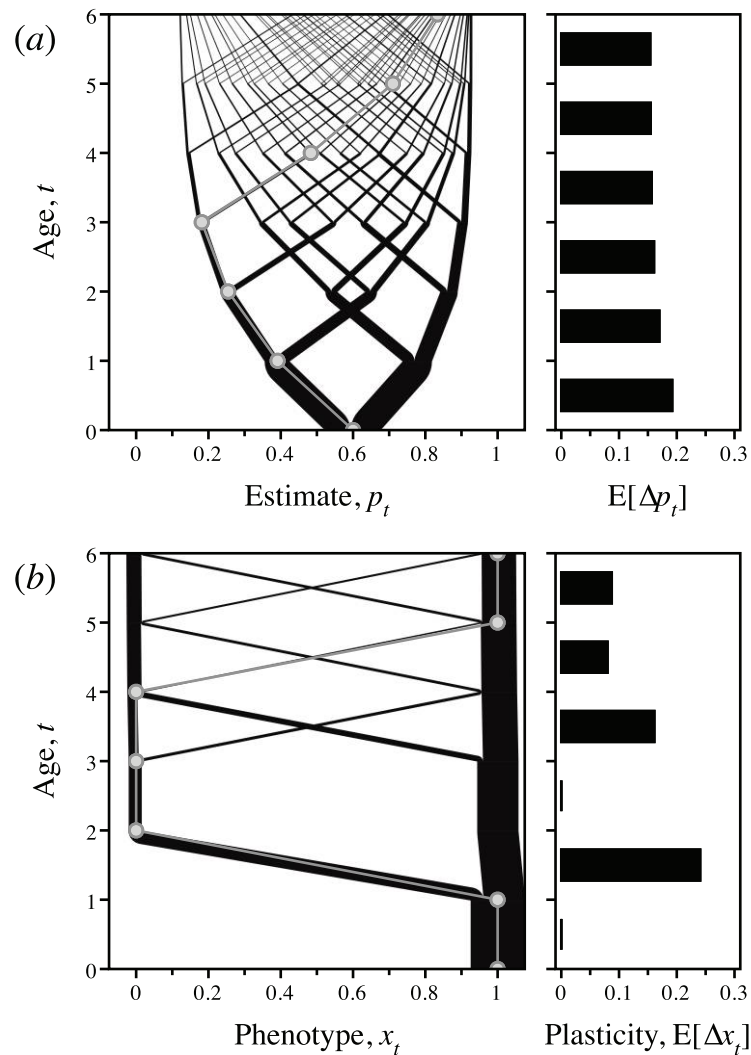 (a)
6
5
4
3
2
1
0
Age, t
0 0.2 0.4 0.6 0.8 1
Estimate, p_t
0 0.1 0.2 0.3
E[Δp_t]
(b)
6
5
4
3
2
1
0
Age, t
0 0.2 0.4 0.6 0.8 1
Phenotype, x_t
0 0.1 0.2 0.3
Plasticity, E[Δx_t]